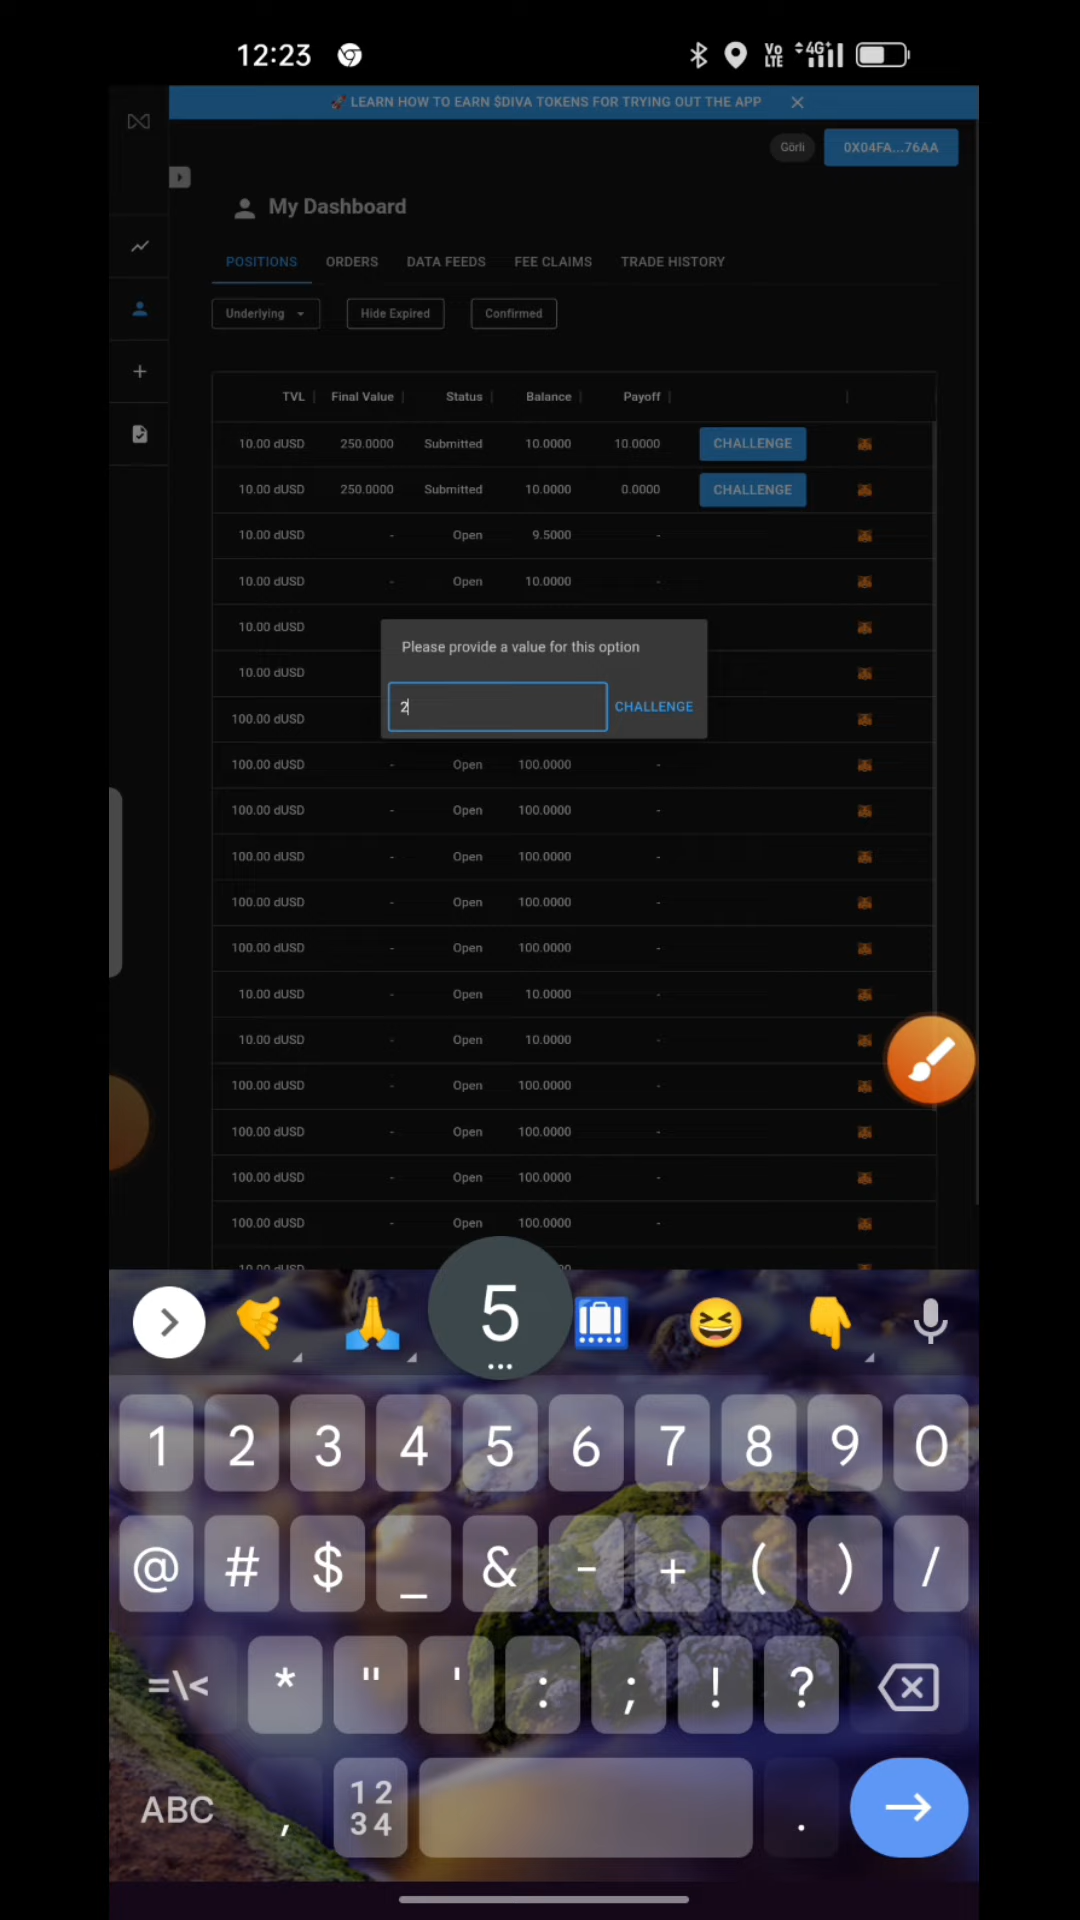 12:23
Vo LTE 4G+
LEARN HOW TO EARN $DIVA TOKENS FOR TRYING OUT THE APP
Görli 0X04FA...76AA
My Dashboard
POSITIONS ORDERS DATA FEEDS FEE CLAIMS TRADE HISTORY
Underlying Hide Expired Confirmed
TVL Final Value Status Balance Payoff
10.00 dUSD 250.0000 Submitted 10.0000 10.0000 CHALLENGE
10.00 dUSD 250.0000 Submitted 10.0000 0.0000 CHALLENGE
10.00 dUSD - Open 9.5000 -
10.00 dUSD - Open 10.0000 -
10.00 dUSD
Please provide a value for this option
10.00 dUSD
2 CHALLENGE
100.00 dUSD
100.00 dUSD - Open 100.0000 -
100.00 dUSD - Open 100.0000 -
100.00 dUSD - Open 100.0000 -
100.00 dUSD - Open 100.0000 -
100.00 dUSD - Open 100.0000 -
10.00 dUSD - Open 10.0000 -
10.00 dUSD - Open 10.0000 -
100.00 dUSD - Open 100.0000 -
100.00 dUSD - Open 100.0000 -
100.00 dUSD - Open 100.0000 -
100.00 dUSD - Open 100.0000 -
5
...
1 2 3 4 5 6 7 8 9 0
@ # $ _ & - + ( ) /
=\< * " ' : ; ! ?
ABC , 12 34 .